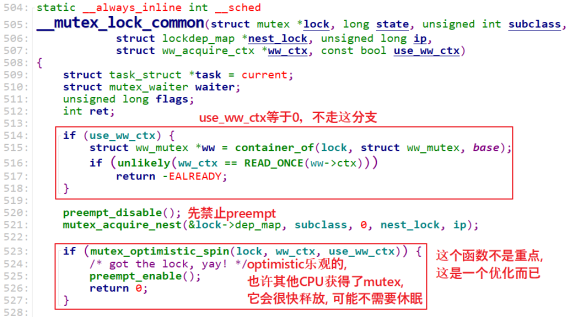 504: static __always_inline int __sched
505: __mutex_lock_common(struct mutex *lock, long state, unsigned int subclass,
506: struct lockdep_map *nest_lock, unsigned long ip,
507: struct ww_acquire_ctx *ww_ctx, const bool use_ww_ctx)
508: {
509: struct task_struct *task = current;
510: struct mutex_waiter waiter;
511: unsigned long flags;
512: int ret;
513: use_ww_ctx等于0，不走这分支
514: if (use_ww_ctx) {
515: struct ww_mutex *ww = container_of(lock, struct ww_mutex, base);
516: if (unlikely(ww_ctx == READ_ONCE(ww->ctx)))
517: return -EALREADY;
518: }
519:
520: preempt_disable(); 先禁止preempt
521: mutex_acquire_nest(&lock->dep_map, subclass, 0, nest_lock, ip);
522:
523: if (mutex_optimistic_spin(lock, ww_ctx, use_ww_ctx)) {
524: /* got the lock, yay! */optimistic乐观的,
525: preempt_enable();
526: return 0;
527: }
528:
也许其他CPU获得了mutex,
它会很快释放, 可能不需要休眠
这个函数不是重点,
这是一个优化而已